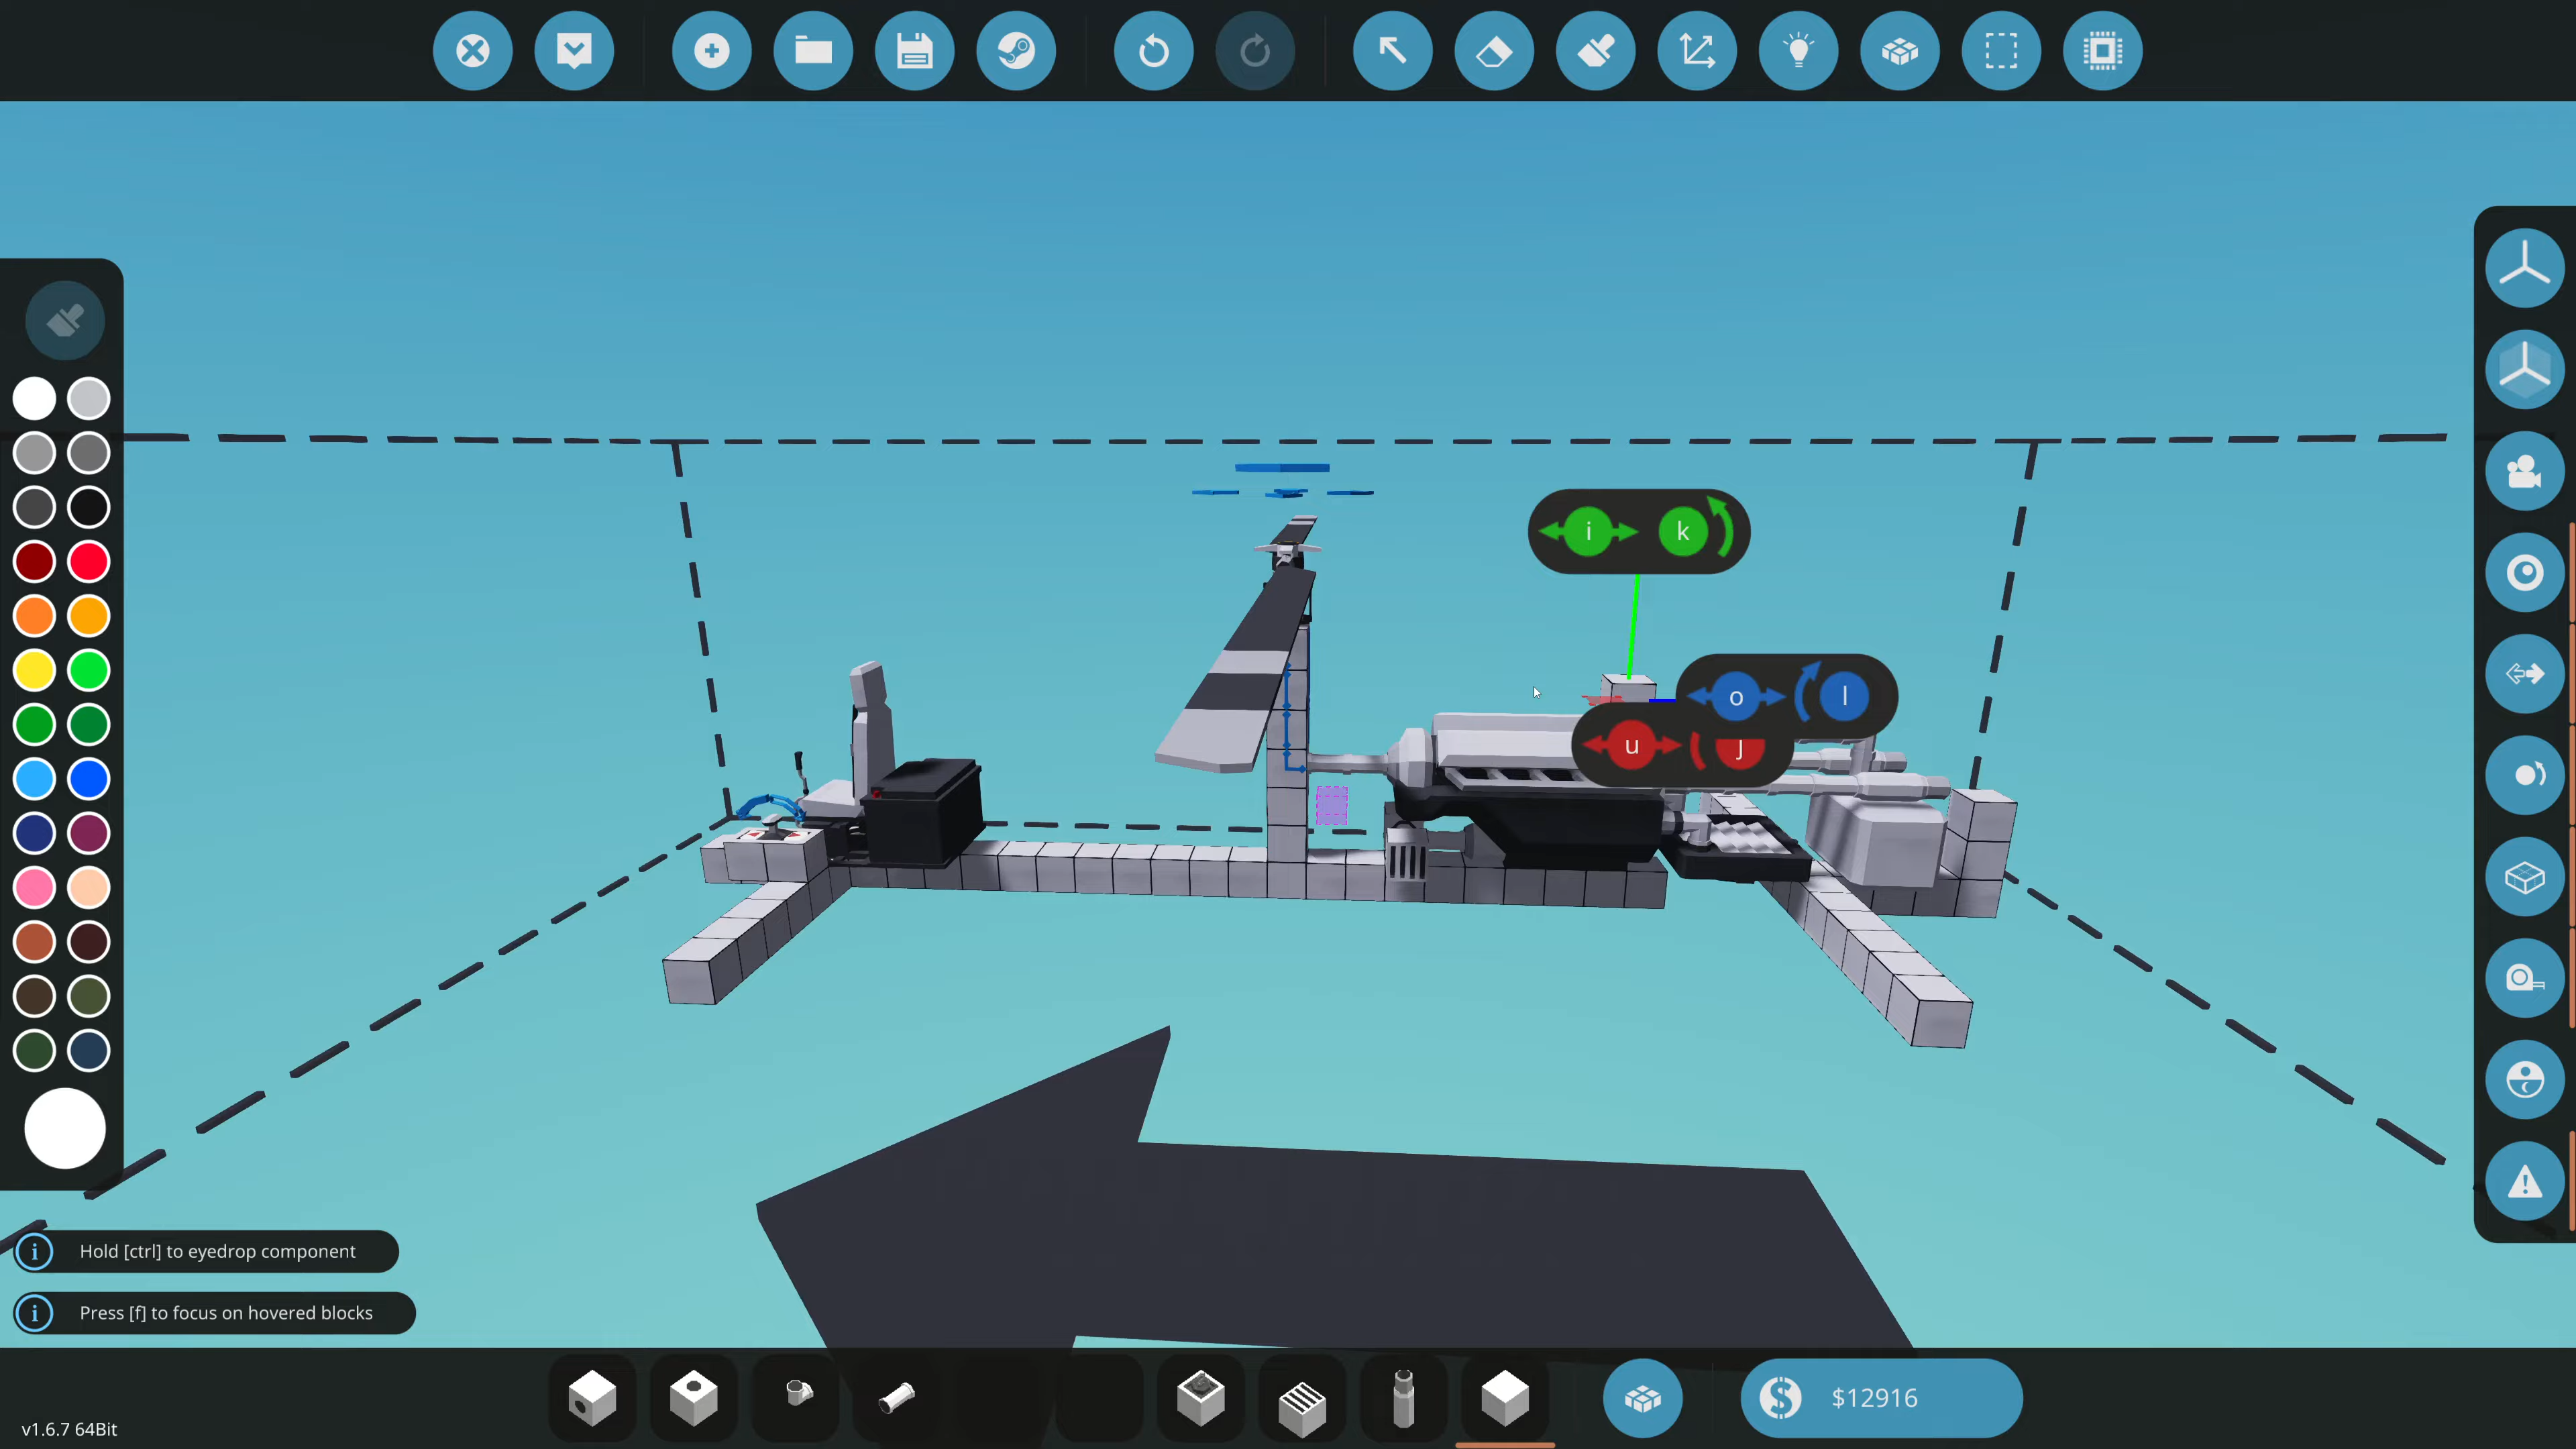 i k
o l
u J
Hold [ctrl] to eyedrop component
Press [f] to focus on hovered blocks
$12916
v1.6.7 64Bit